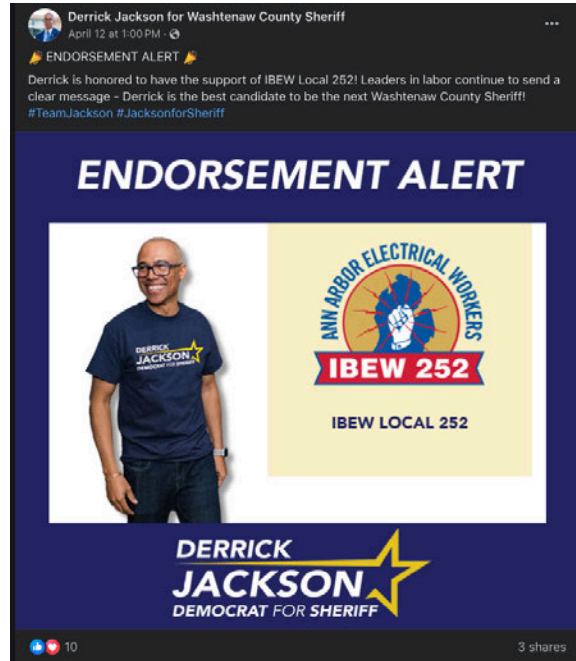 Derrick Jackson for Washtenaw County Sheriff
April 12 at 1:00 PM ·
🎉 ENDORSEMENT ALERT 🎉
Derrick is honored to have the support of IBEW Local 252! Leaders in labor continue to send a
clear message - Derrick is the best candidate to be the next Washtenaw County Sheriff!
#TeamJackson #JacksonforSheriff
ENDORSEMENT ALERT
DERRICK
JACKSON
DEMOCRAT FOR SHERIFF
ANN ARBOR ELECTRICAL WORKERS
IBEW 252
IBEW LOCAL 252
DERRICK
JACKSON
DEMOCRAT FOR SHERIFF
10
3 shares